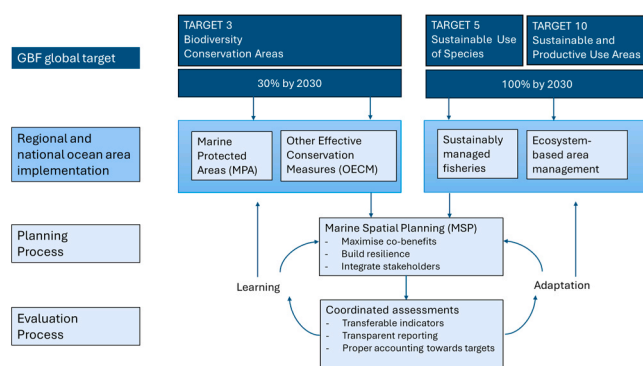 GBF global target
TARGET 3
Biodiversity
Conservation Areas
30% by 2030
TARGET 5
Sustainable Use
of Species
TARGET 10
Sustainable and
Productive Use Areas
100% by 2030
Regional and
national ocean area
implementation
Marine
Protected
Areas (MPA)
Other Effective
Conservation
Measures (OECM)
Sustainably
managed
fisheries
Ecosystem-
based area
management
Planning
Process
Marine Spatial Planning (MSP)
- Maximise co-benefits
- Build resilience
- Integrate stakeholders
Learning
Adaptation
Evaluation
Process
Coordinated assessments
- Transferable indicators
- Transparent reporting
- Proper accounting towards targets